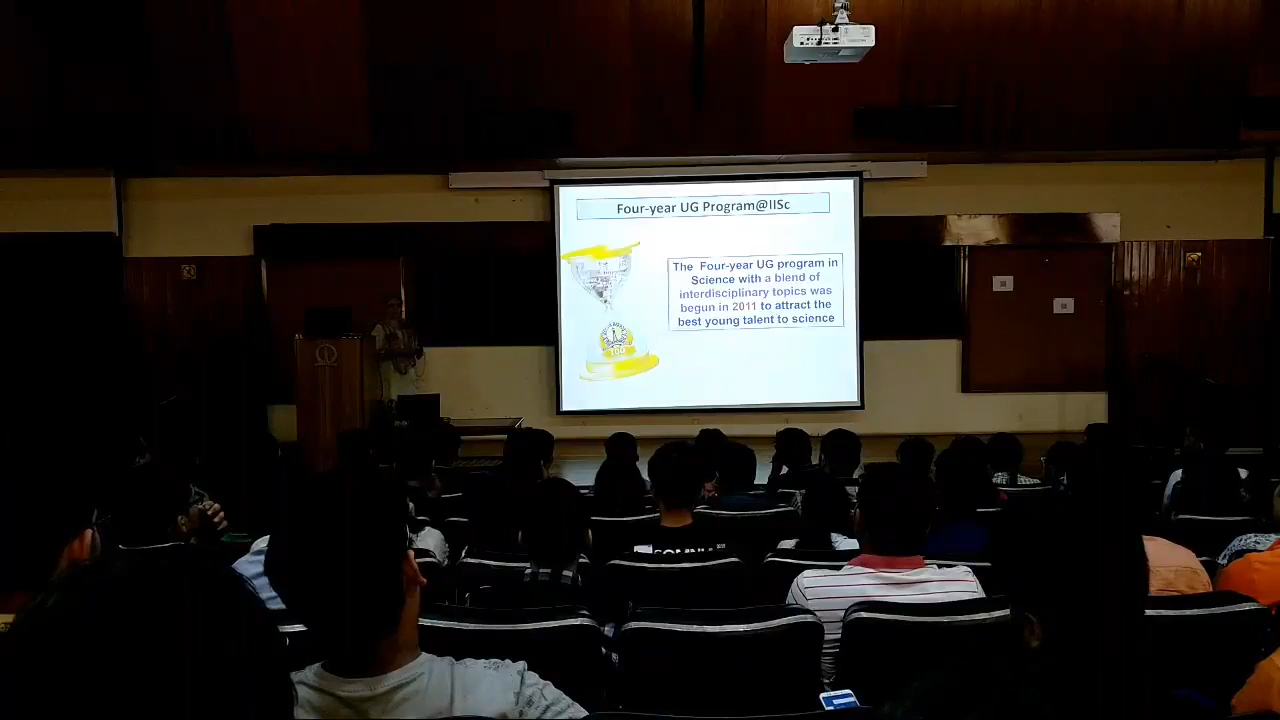 Four-year UG Program@IISc
The Four-year UG program in
Science with a blend of
interdisciplinary topics was
begun in 2011 to attract the
best young talent to science
100